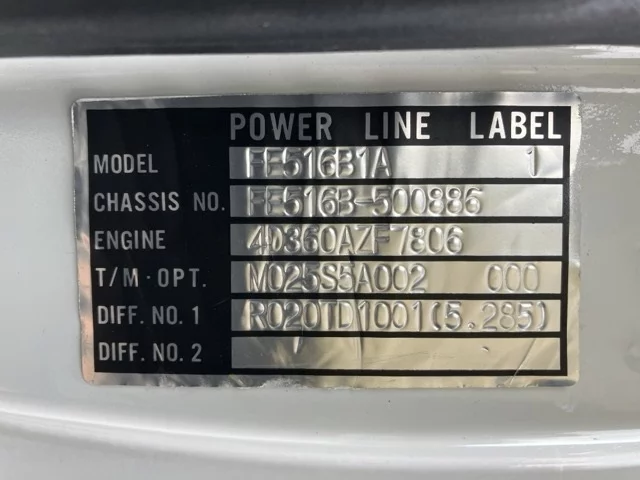 POWER LINE LABEL
MODEL FE516B1A 1
CHASSIS NO. FE516B-500886
ENGINE 4D360AZF7806
T/M·OPT. M025S5A002 000
DIFF. NO. 1 R020TD1001(5.285)
DIFF. NO. 2